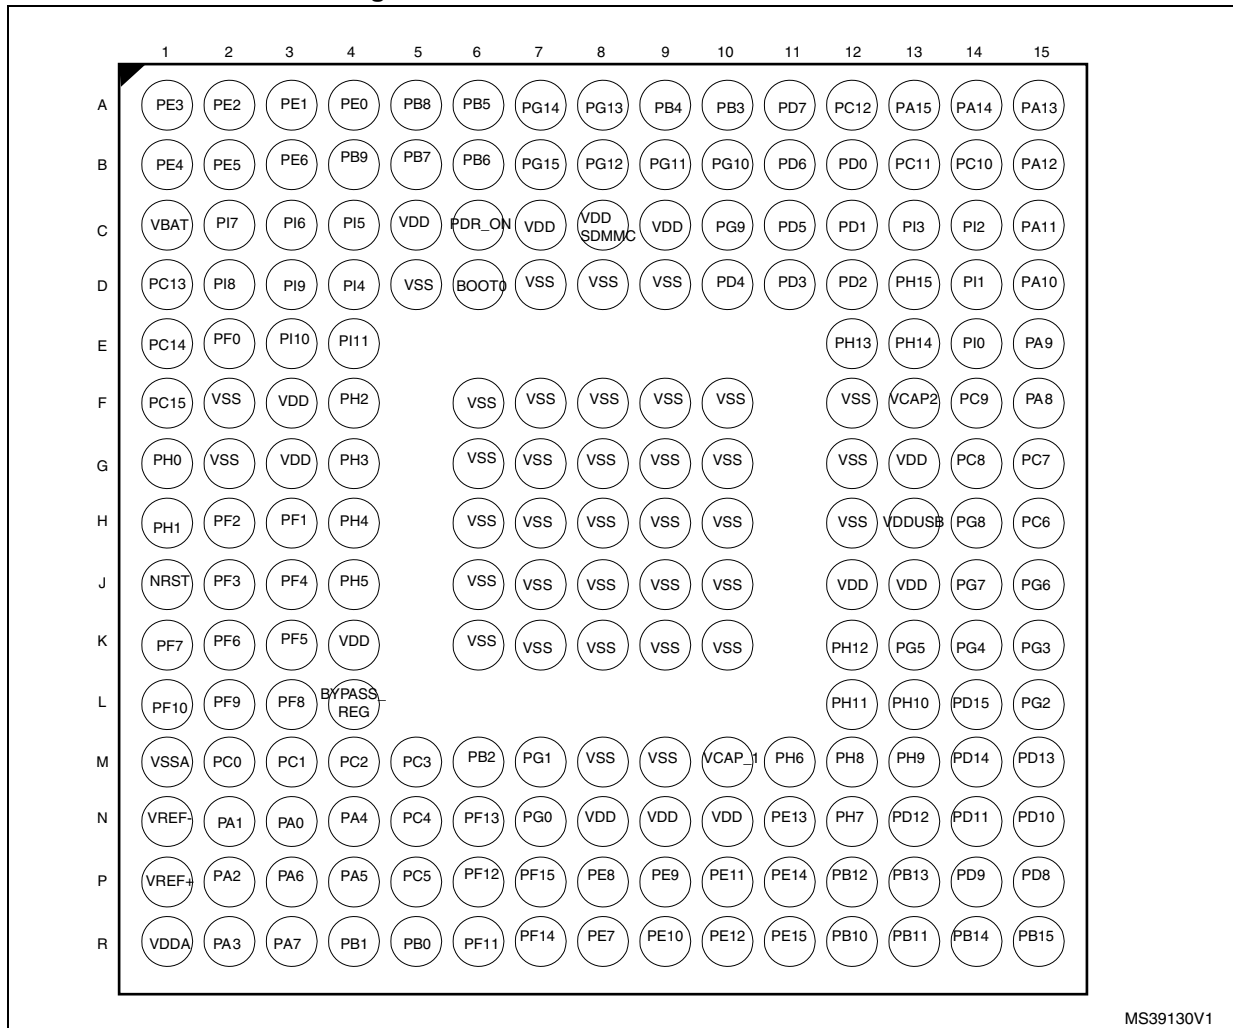 1 2 3 4 5 6 7 8 9 10 11 12 13 14 15
A PE3 PE2 PE1 PE0 PB8 PB5 PG14 PG13 PB4 PB3 PD7 PC12 PA15 PA14 PA13
B PE4 PE5 PE6 PB9 PB7 PB6 PG15 PG12 PG11 PG10 PD6 PD0 PC11 PC10 PA12
C VBAT PI7 PI6 PI5 VDD PDR_ON VDD VDD SDMMC VDD PG9 PD5 PD1 PI3 PI2 PA11
D PC13 PI8 PI9 PI4 VSS BOOT0 VSS VSS VSS PD4 PD3 PD2 PH15 PI1 PA10
E PC14 PF0 PI10 PI11 PH13 PH14 PI0 PA9
F PC15 VSS VDD PH2 VSS VSS VSS VSS VSS VSS VCAP2 PC9 PA8
G PH0 VSS VDD PH3 VSS VSS VSS VSS VSS VSS VDD PC8 PC7
H PH1 PF2 PF1 PH4 VSS VSS VSS VSS VSS VSS VDDUSB PG8 PC6
J NRST PF3 PF4 PH5 VSS VSS VSS VSS VSS VDD VDD PG7 PG6
K PF7 PF6 PF5 VDD VSS VSS VSS VSS VSS PH12 PG5 PG4 PG3
L PF10 PF9 PF8 BYPASS_ REG PH11 PH10 PD15 PG2
M VSSA PC0 PC1 PC2 PC3 PB2 PG1 VSS VSS VCAP_1 PH6 PH8 PH9 PD14 PD13
N VREF- PA1 PA0 PA4 PC4 PF13 PG0 VDD VDD VDD PE13 PH7 PD12 PD11 PD10
P VREF+ PA2 PA6 PA5 PC5 PF12 PF15 PE8 PE9 PE11 PE14 PB12 PB13 PD9 PD8
R VDDA PA3 PA7 PB1 PB0 PF11 PF14 PE7 PE10 PE12 PE15 PB10 PB11 PB14 PB15
MS39130V1